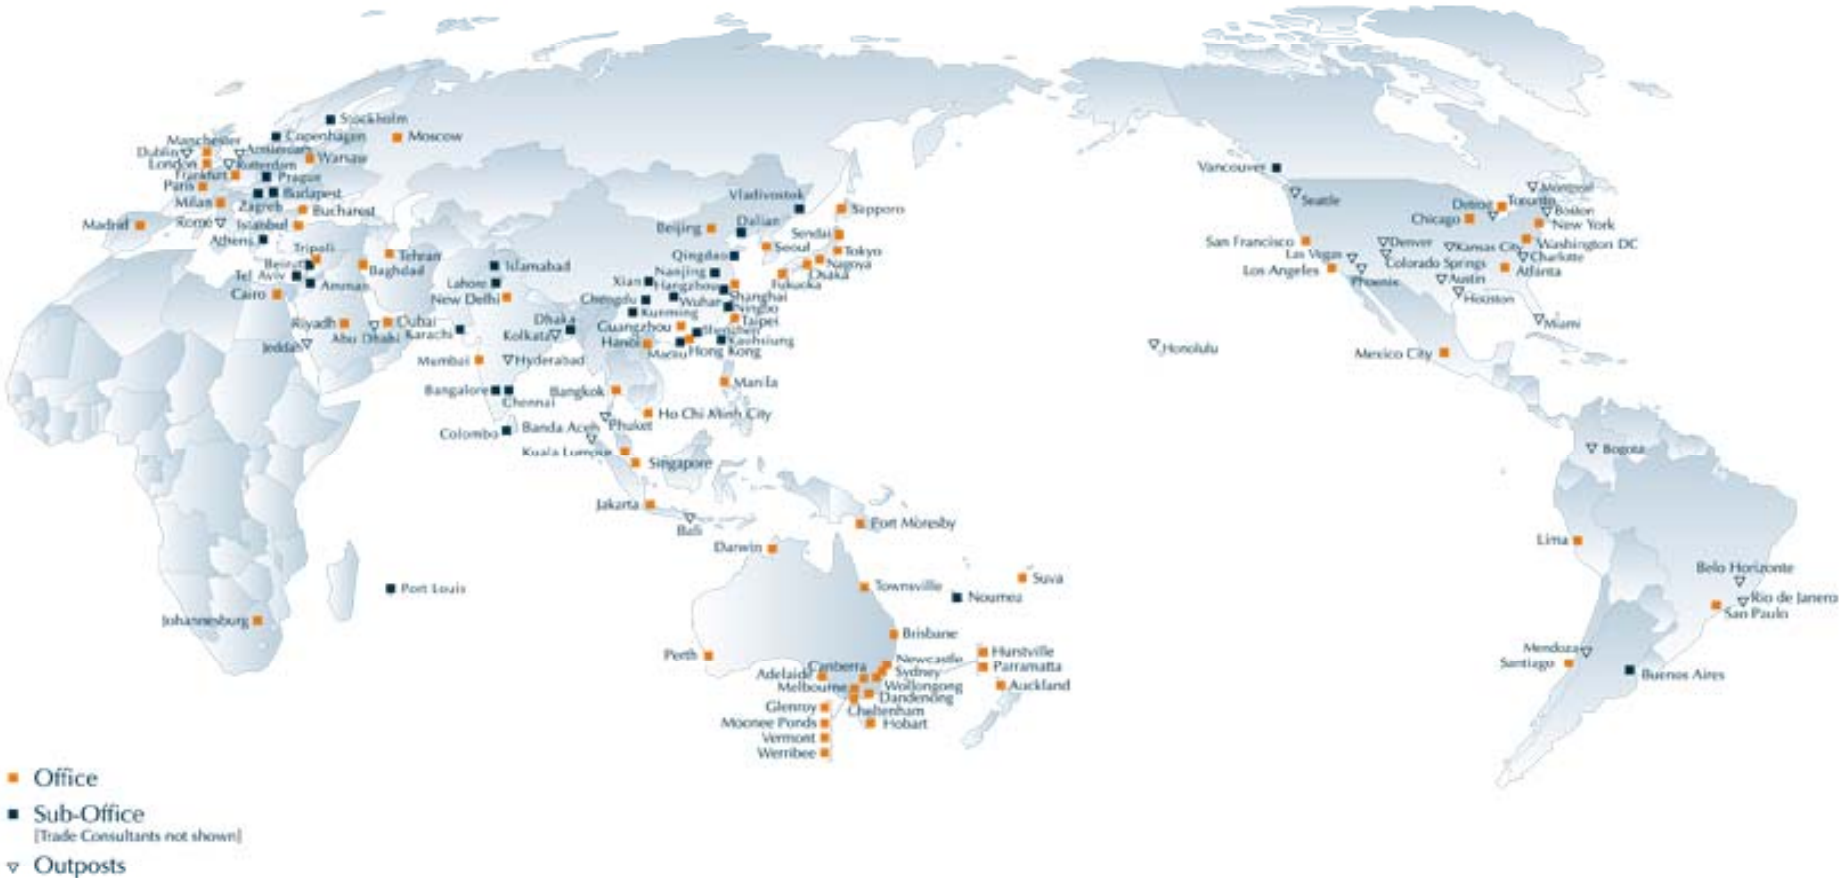 Stockholm
Copenhagen
Moscow
Manchester
Dublin
Amsterdam
London
Rotterdam
Warsaw
Frankfurt
Prague
Paris
Budapest
Milan
Zagreb
Bucharest
Madrid
Rome
Istanbul
Athens
Tripoli
Tehran
Beirut
Baghdad
Tel Aviv
Amman
Cairo
Riyadh
Abu Dhabi
Dubai
Jeddah
Islamabad
Lahore
New Delhi
Karachi
Dhaka
Kolkata
Mumbai
Hyderabad
Bangalore
Chennai
Colombo
Vladivostok
Beijing
Dalian
Sapporo
Sendai
Seoul
Tokyo
Qingdao
Nagoya
Osaka
Nanjing
Xian
Hangzhou
Fukuoka
Chengdu
Wuhan
Shanghai
Ningbo
Kunming
Taipei
Guangzhou
Shenzhen
Kaohsiung
Hanoi
Macau
Hong Kong
Manila
Bangkok
Ho Chi Minh City
Banda Aceh
Phuket
Kuala Lumpur
Singapore
Jakarta
Bali
Port Moresby
Darwin
Townsville
Suva
Noumea
Port Louis
Johannesburg
Brisbane
Perth
Adelaide
Canberra
Newcastle
Hurstville
Sydney
Parramatta
Melbourne
Wollongong
Auckland
Dandenong
Glenroy
Cheltenham
Moonee Ponds
Hobart
Vermont
Werribee
Vancouver
Seattle
Montreal
Detroit
Toronto
Boston
Chicago
New York
San Francisco
Denver
Kansas City
Washington DC
Las Vegas
Colorado Springs
Charlotte
Los Angeles
Phoenix
Austin
Atlanta
Houston
Miami
Honolulu
Mexico City
Bogota
Lima
Belo Horizonte
Rio de Janero
Sao Paulo
Mendoza
Santiago
Buenos Aires
Office
Sub-Office
[Trade Consultants not shown]
Outposts